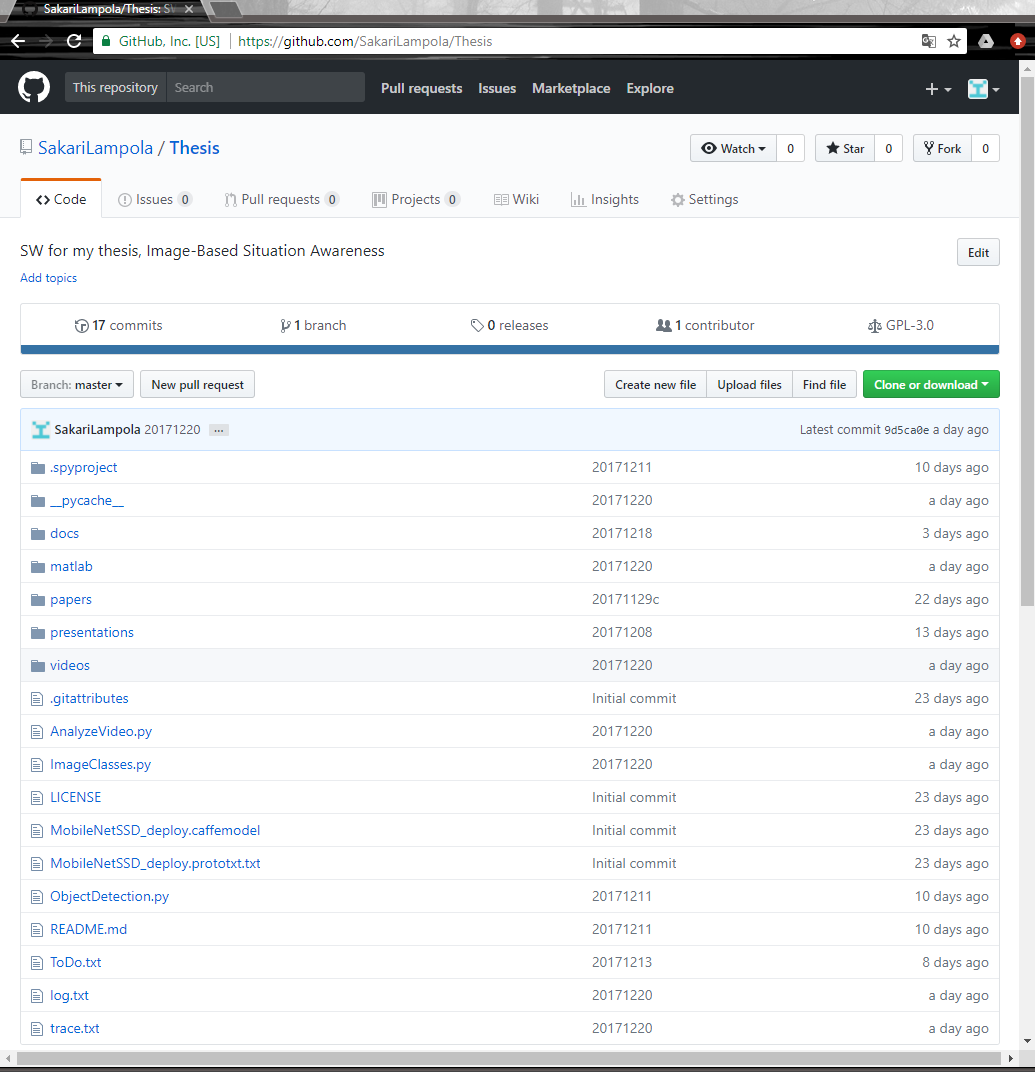 SakariLampola/Thesis: SW
GitHub, Inc. [US] https://github.com/SakariLampola/Thesis
This repository Search Pull requests Issues Marketplace Explore
SakariLampola / Thesis Watch 0 Star 0 Fork 0
Code Issues 0 Pull requests 0 Projects 0 Wiki Insights Settings
SW for my thesis, Image-Based Situation Awareness Edit
Add topics
17 commits 1 branch 0 releases 1 contributor GPL-3.0
Branch: master New pull request Create new file Upload files Find file Clone or download
SakariLampola 20171220 ... Latest commit 9d5ca0e a day ago
.spyproject 20171211 10 days ago
__pycache__ 20171220 a day ago
docs 20171218 3 days ago
matlab 20171220 a day ago
papers 20171129c 22 days ago
presentations 20171208 13 days ago
videos 20171220 a day ago
.gitattributes Initial commit 23 days ago
AnalyzeVideo.py 20171220 a day ago
ImageClasses.py 20171220 a day ago
LICENSE Initial commit 23 days ago
MobileNetSSD_deploy.caffemodel Initial commit 23 days ago
MobileNetSSD_deploy.prototxt.txt Initial commit 23 days ago
ObjectDetection.py 20171211 10 days ago
README.md 20171211 10 days ago
ToDo.txt 20171213 8 days ago
log.txt 20171220 a day ago
trace.txt 20171220 a day ago